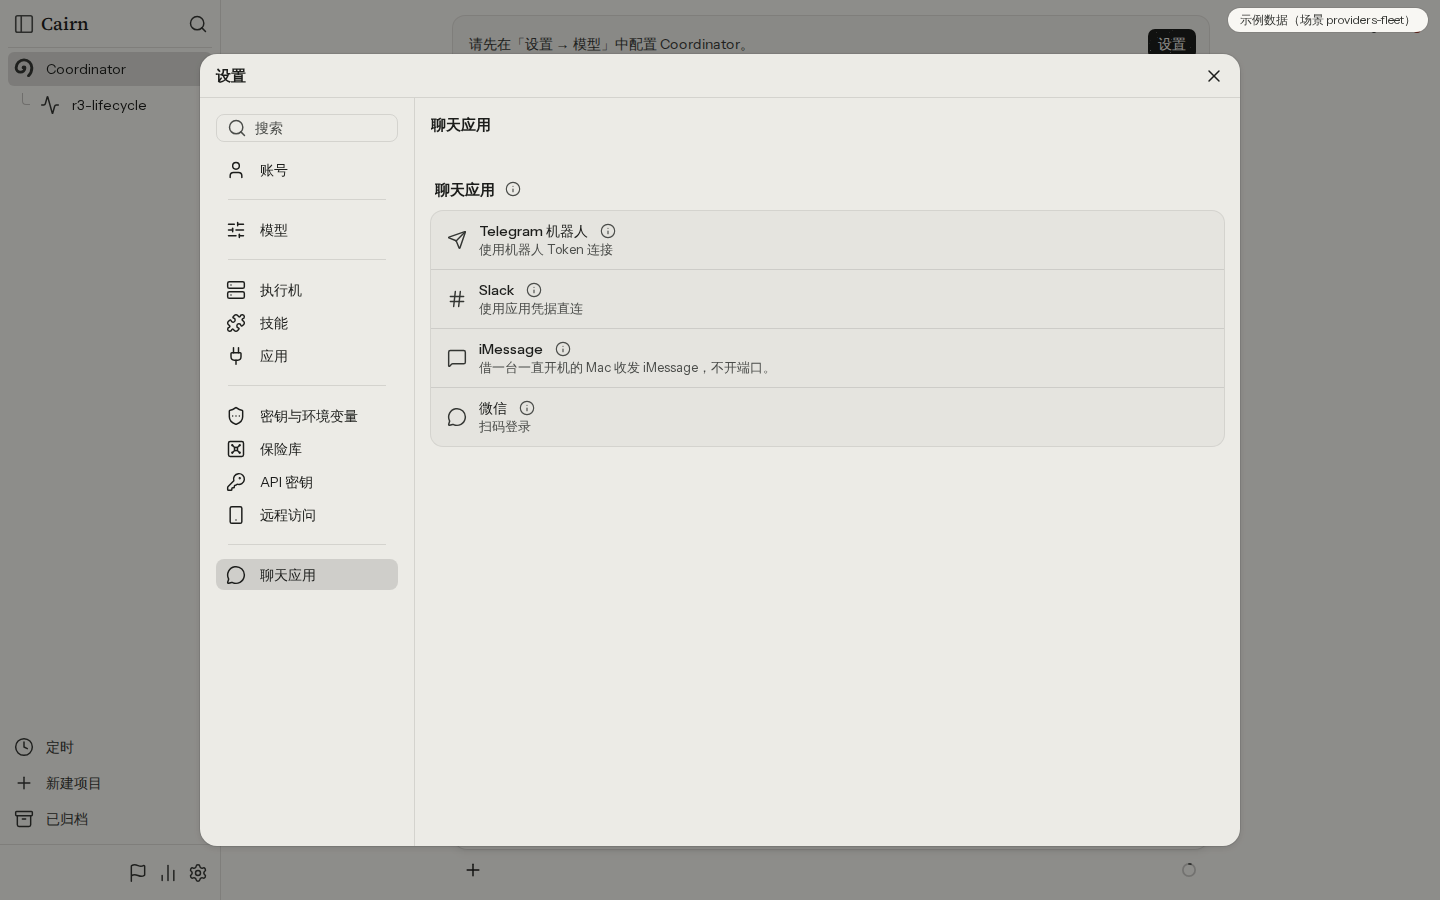 Cairn
Coordinator
r3-lifecycle
定时
新建项目
已归档
请先在「设置 → 模型」中配置 Coordinator。
设置
示例数据（场景 providers-fleet）
设置
搜索
账号
模型
执行机
技能
应用
密钥与环境变量
保险库
API 密钥
远程访问
聊天应用
聊天应用
聊天应用
Telegram 机器人
使用机器人 Token 连接
Slack
使用应用凭据直连
iMessage
借一台一直开机的 Mac 收发 iMessage，不开端口。
微信
扫码登录